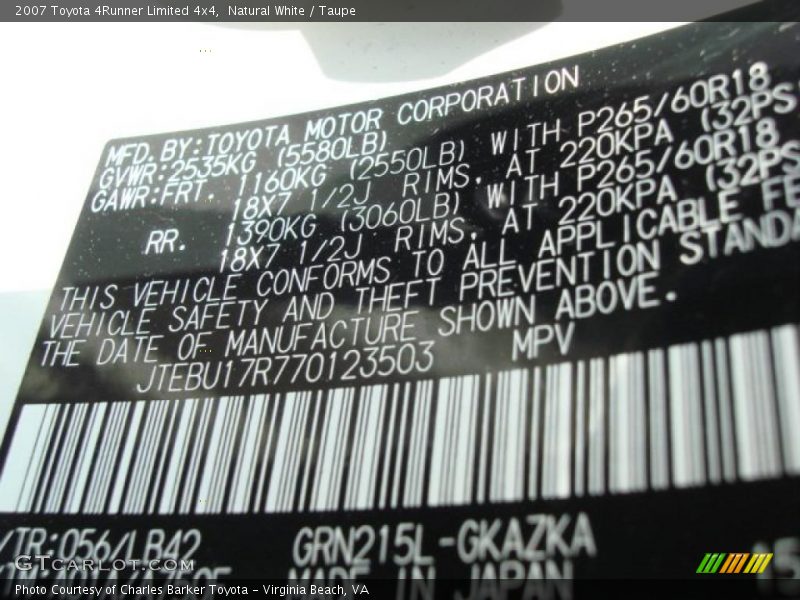 2007 Toyota 4Runner Limited 4x4, Natural White / Taupe
MFD. BY: TOYOTA MOTOR CORPORATION
GVWR: 2535KG (5580LB)
GAWR: FRT. 1160KG (2550LB) WITH P265/60R18
18X7 1/2J RIMS, AT 220KPA (32PS
RR. 1390KG (3060LB) WITH P265/60R18
18X7 1/2J RIMS, AT 220KPA (32PS
THIS VEHICLE CONFORMS TO ALL APPLICABLE FE
VEHICLE SAFETY AND THEFT PREVENTION STANDA
THE DATE OF MANUFACTURE SHOWN ABOVE.
JTEBU17R770123503 MPV
/TR:056/LB42 GRN215L-GKAZKA
MADE IN JAPAN
GTCarLot.com
Photo Courtesy of Charles Barker Toyota - Virginia Beach, VA